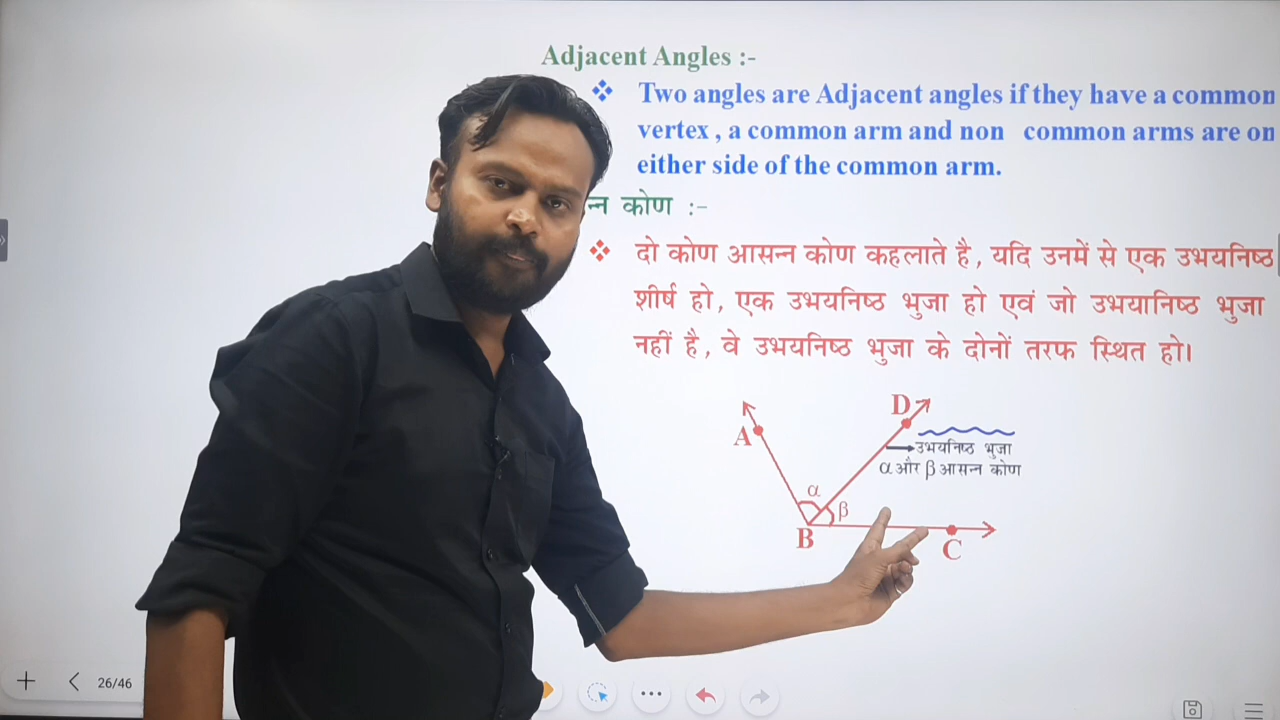 Adjacent Angles :-
Two angles are Adjacent angles if they have a common
vertex , a common arm and non common arms are on
either side of the common arm.
न्न कोण :-
दो कोण आसन्न कोण कहलाते है, यदि उनमें से एक उभयनिष्ठ
शीर्ष हो, एक उभयनिष्ठ भुजा हो एवं जो उभयानिष्ठ भुजा
नहीं है, वे उभयनिष्ठ भुजा के दोनों तरफ स्थित हो।
D
A
उभयनिष्ठ भुजा
α और β आसन्न कोण
α
β
B
C
26/46